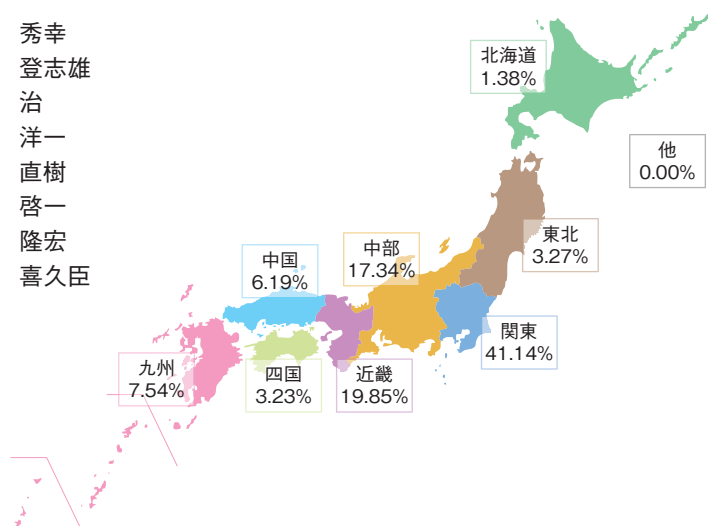 秀幸
登志雄
治
洋一
直樹
啓一
隆宏
喜久臣
北海道
1.38%
他
0.00%
東北
3.27%
中部
17.34%
中国
6.19%
関東
41.14%
九州
7.54%
四国
3.23%
近畿
19.85%